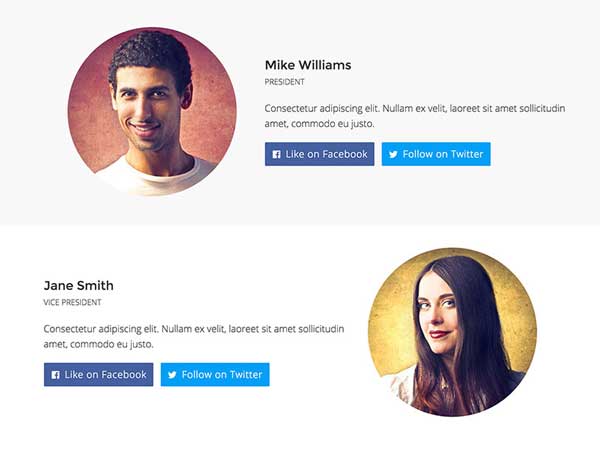 Mike Williams
PRESIDENT
Consectetur adipiscing elit. Nullam ex velit, laoreet sit amet sollicitudin
amet, commodo eu justo.
Like on Facebook Follow on Twitter
Jane Smith
VICE PRESIDENT
Consectetur adipiscing elit. Nullam ex velit, laoreet sit amet sollicitudin
amet, commodo eu justo.
Like on Facebook Follow on Twitter